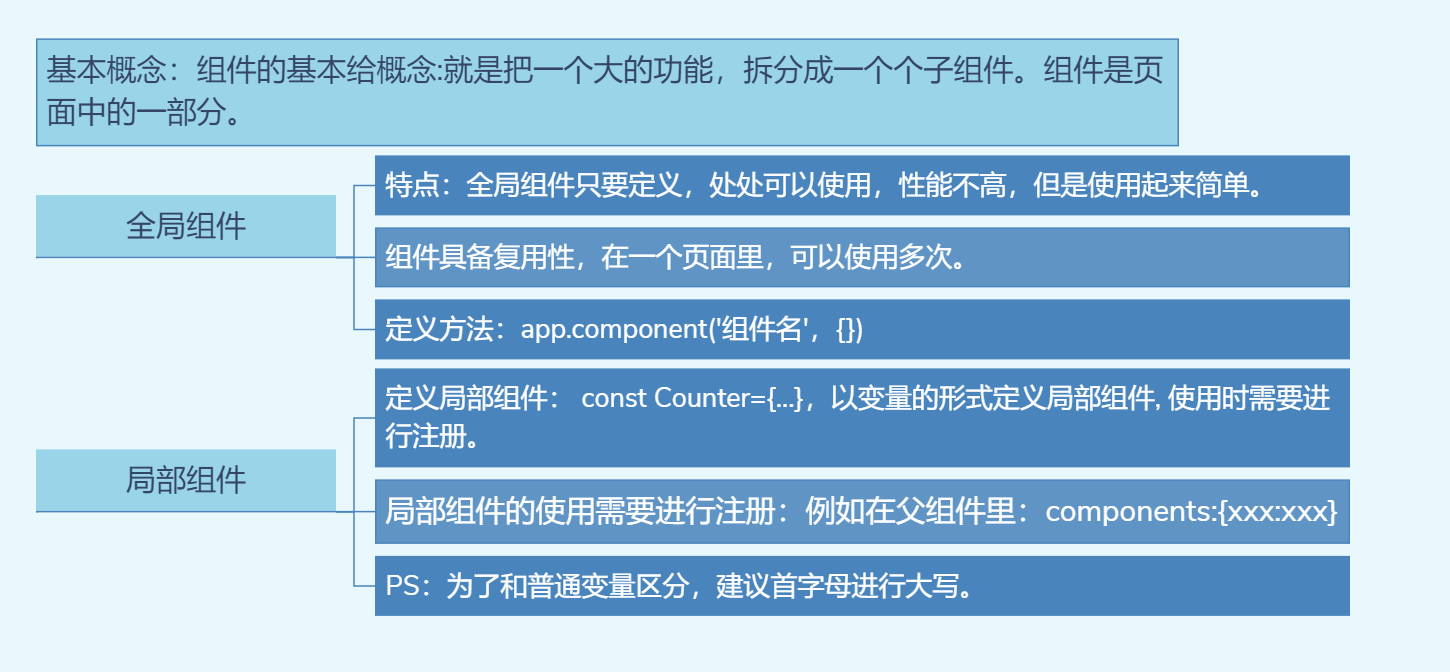 基本概念：组件的基本给概念:就是把一个大的功能，拆分成一个个子组件。组件是页
面中的一部分。
全局组件
特点：全局组件只要定义，处处可以使用，性能不高，但是使用起来简单。
组件具备复用性，在一个页面里，可以使用多次。
定义方法：app.component('组件名'，{})
局部组件
定义局部组件： const Counter={...}，以变量的形式定义局部组件, 使用时需要进
行注册。
局部组件的使用需要进行注册：例如在父组件里：components:{xxx:xxx}
PS：为了和普通变量区分，建议首字母进行大写。